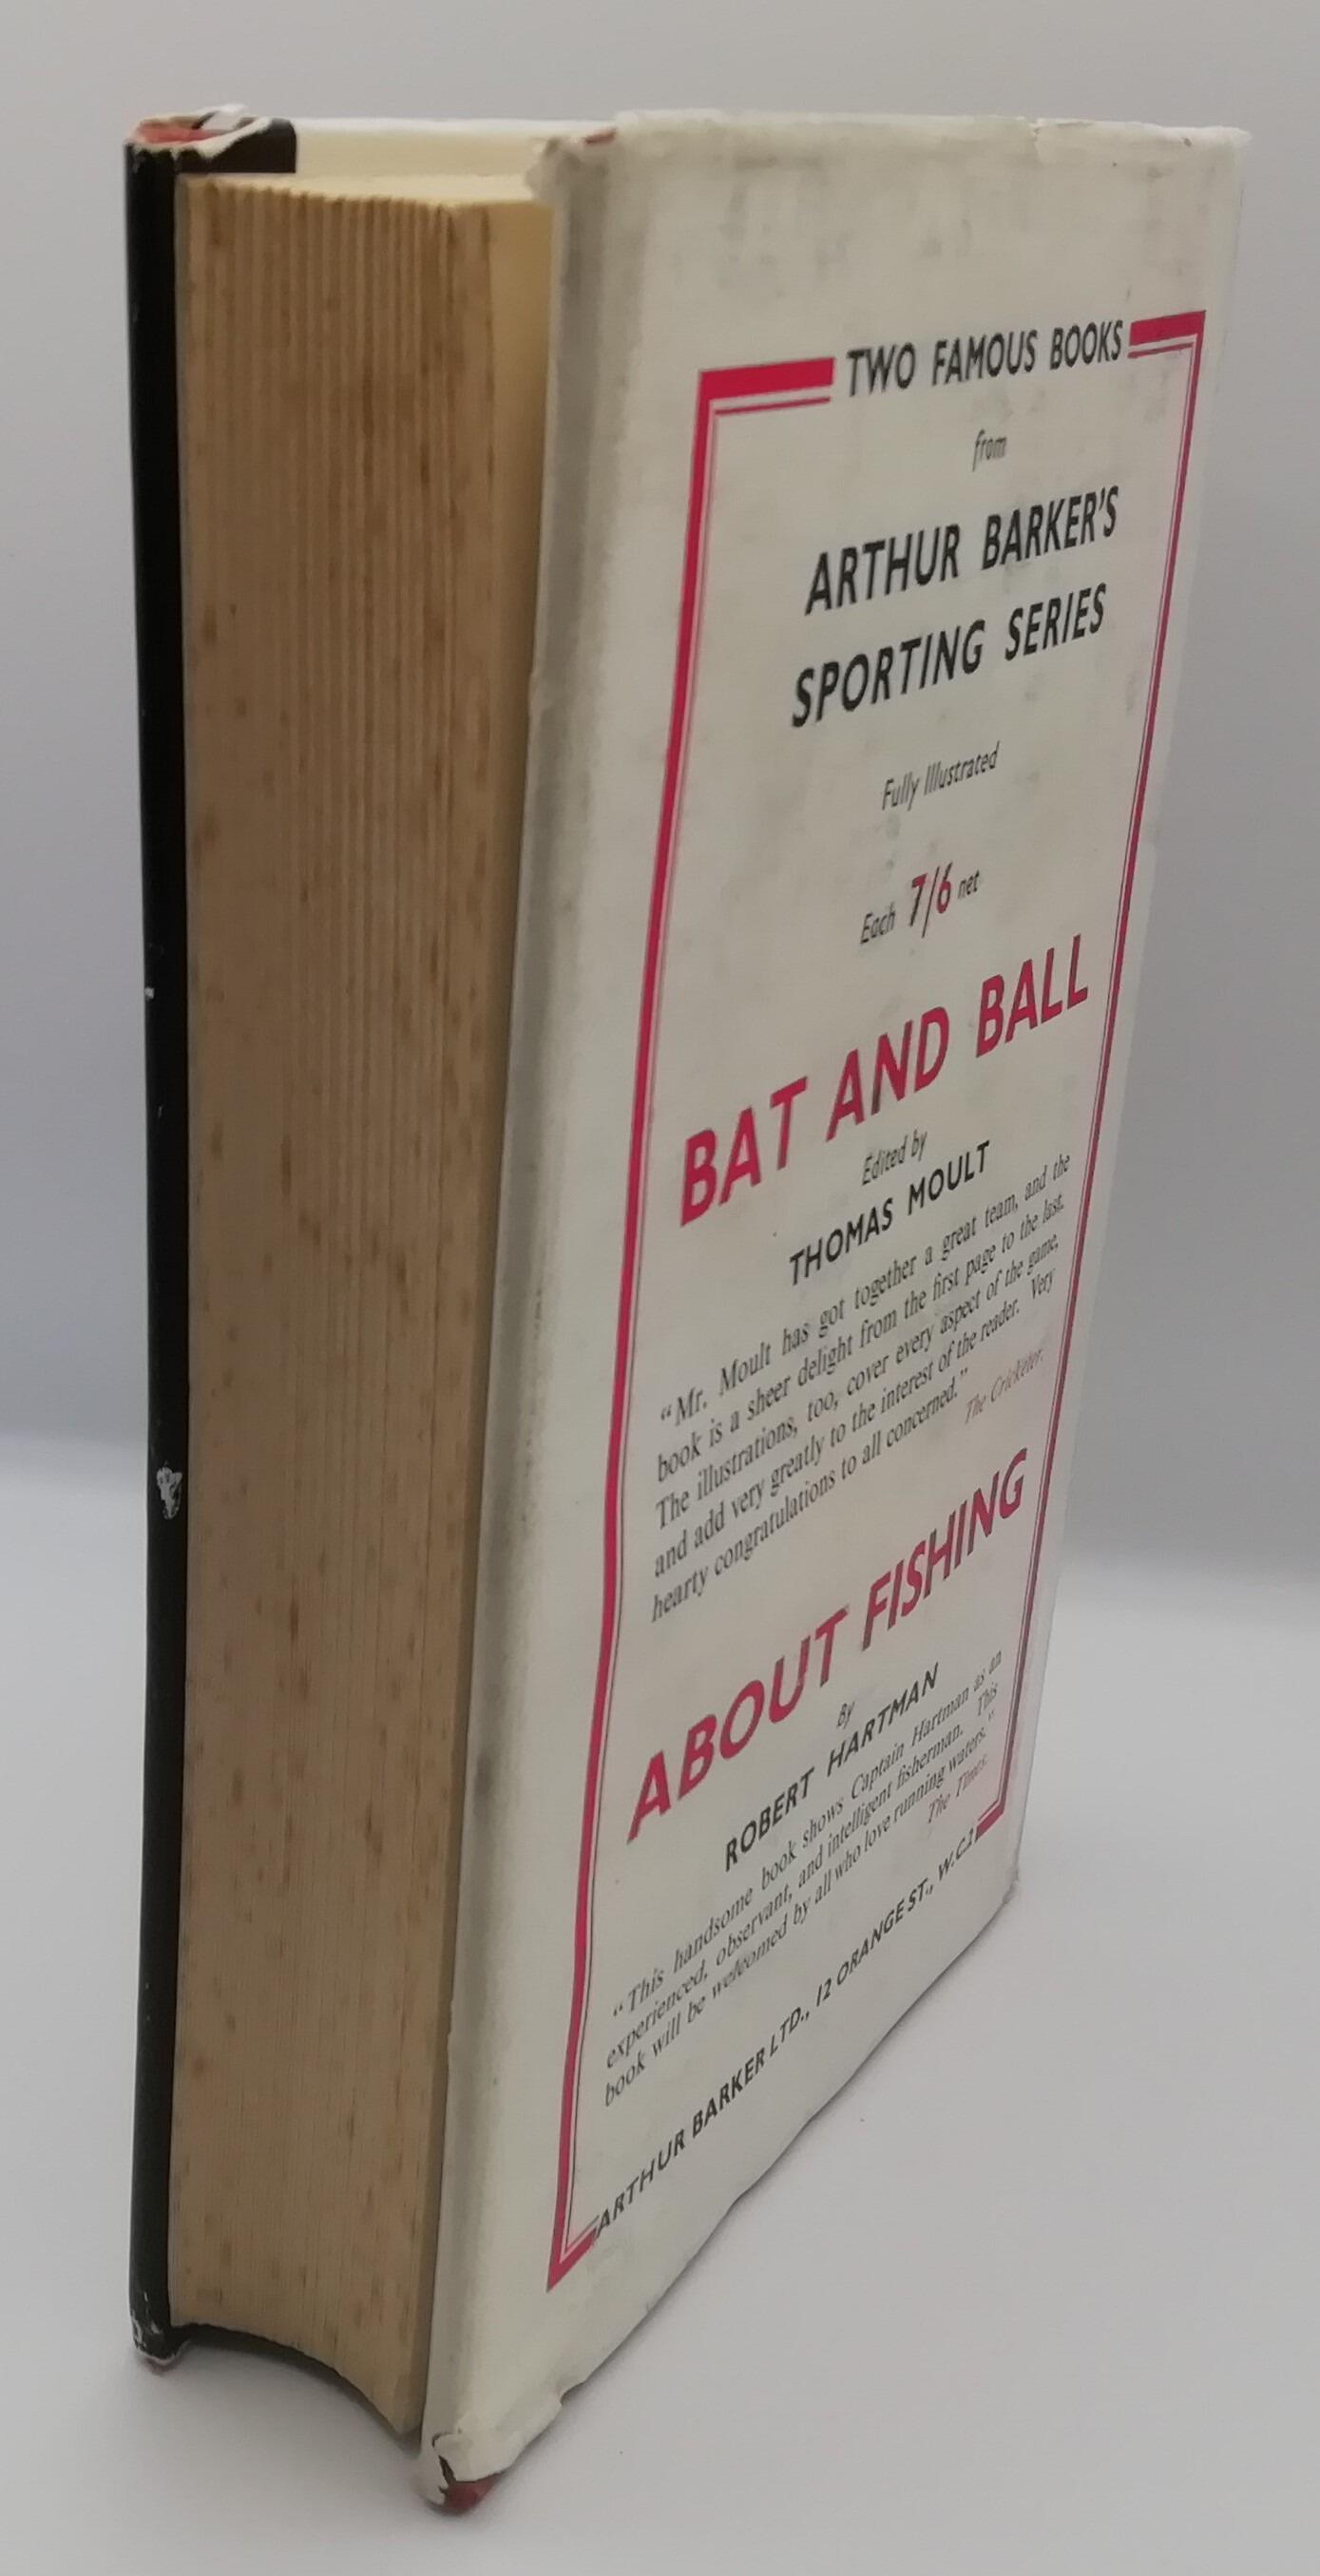 TWO FAMOUS BOOKS
from
ARTHUR BARKER'S
SPORTING SERIES
Fully Illustrated
Each 7/6 net
BAT AND BALL
Edited by
THOMAS MOULT
“Mr. Moult has got together a great team, and the
book is a sheer delight from the first page to the last.
The illustrations, too, cover every aspect of the game,
and add very greatly to the interest of the reader. Very
hearty congratulations to all concerned.”
The Cricketer.
ABOUT FISHING
By
ROBERT HARTMAN
“This handsome book shows Captain Hartman as an
experienced, observant, and intelligent fisherman. This
book will be welcomed by all who love running waters.”
The Times.
ARTHUR BARKER LTD., 12 ORANGE ST., W.C.2